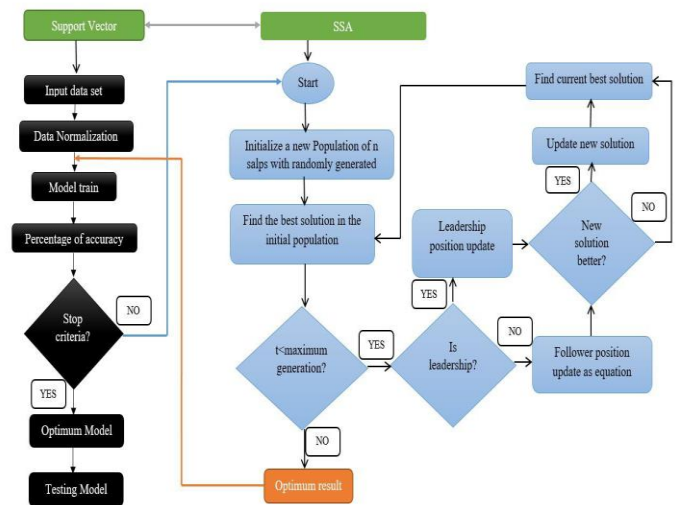 Support Vector
SSA
Input data set
Data Normalization
Model train
Percentage of accuracy
Stop
criteria?
NO
YES
Optimum Model
Testing Model
Start
Initialize a new Population of n
salps with randomly generated
Find the best solution in the
initial population
t<maximum
generation?
YES
NO
Optimum result
Is
leadership?
YES
NO
Leadership
position update
Follower position
update as equation
New
solution
better?
YES
NO
Update new solution
Find current best solution